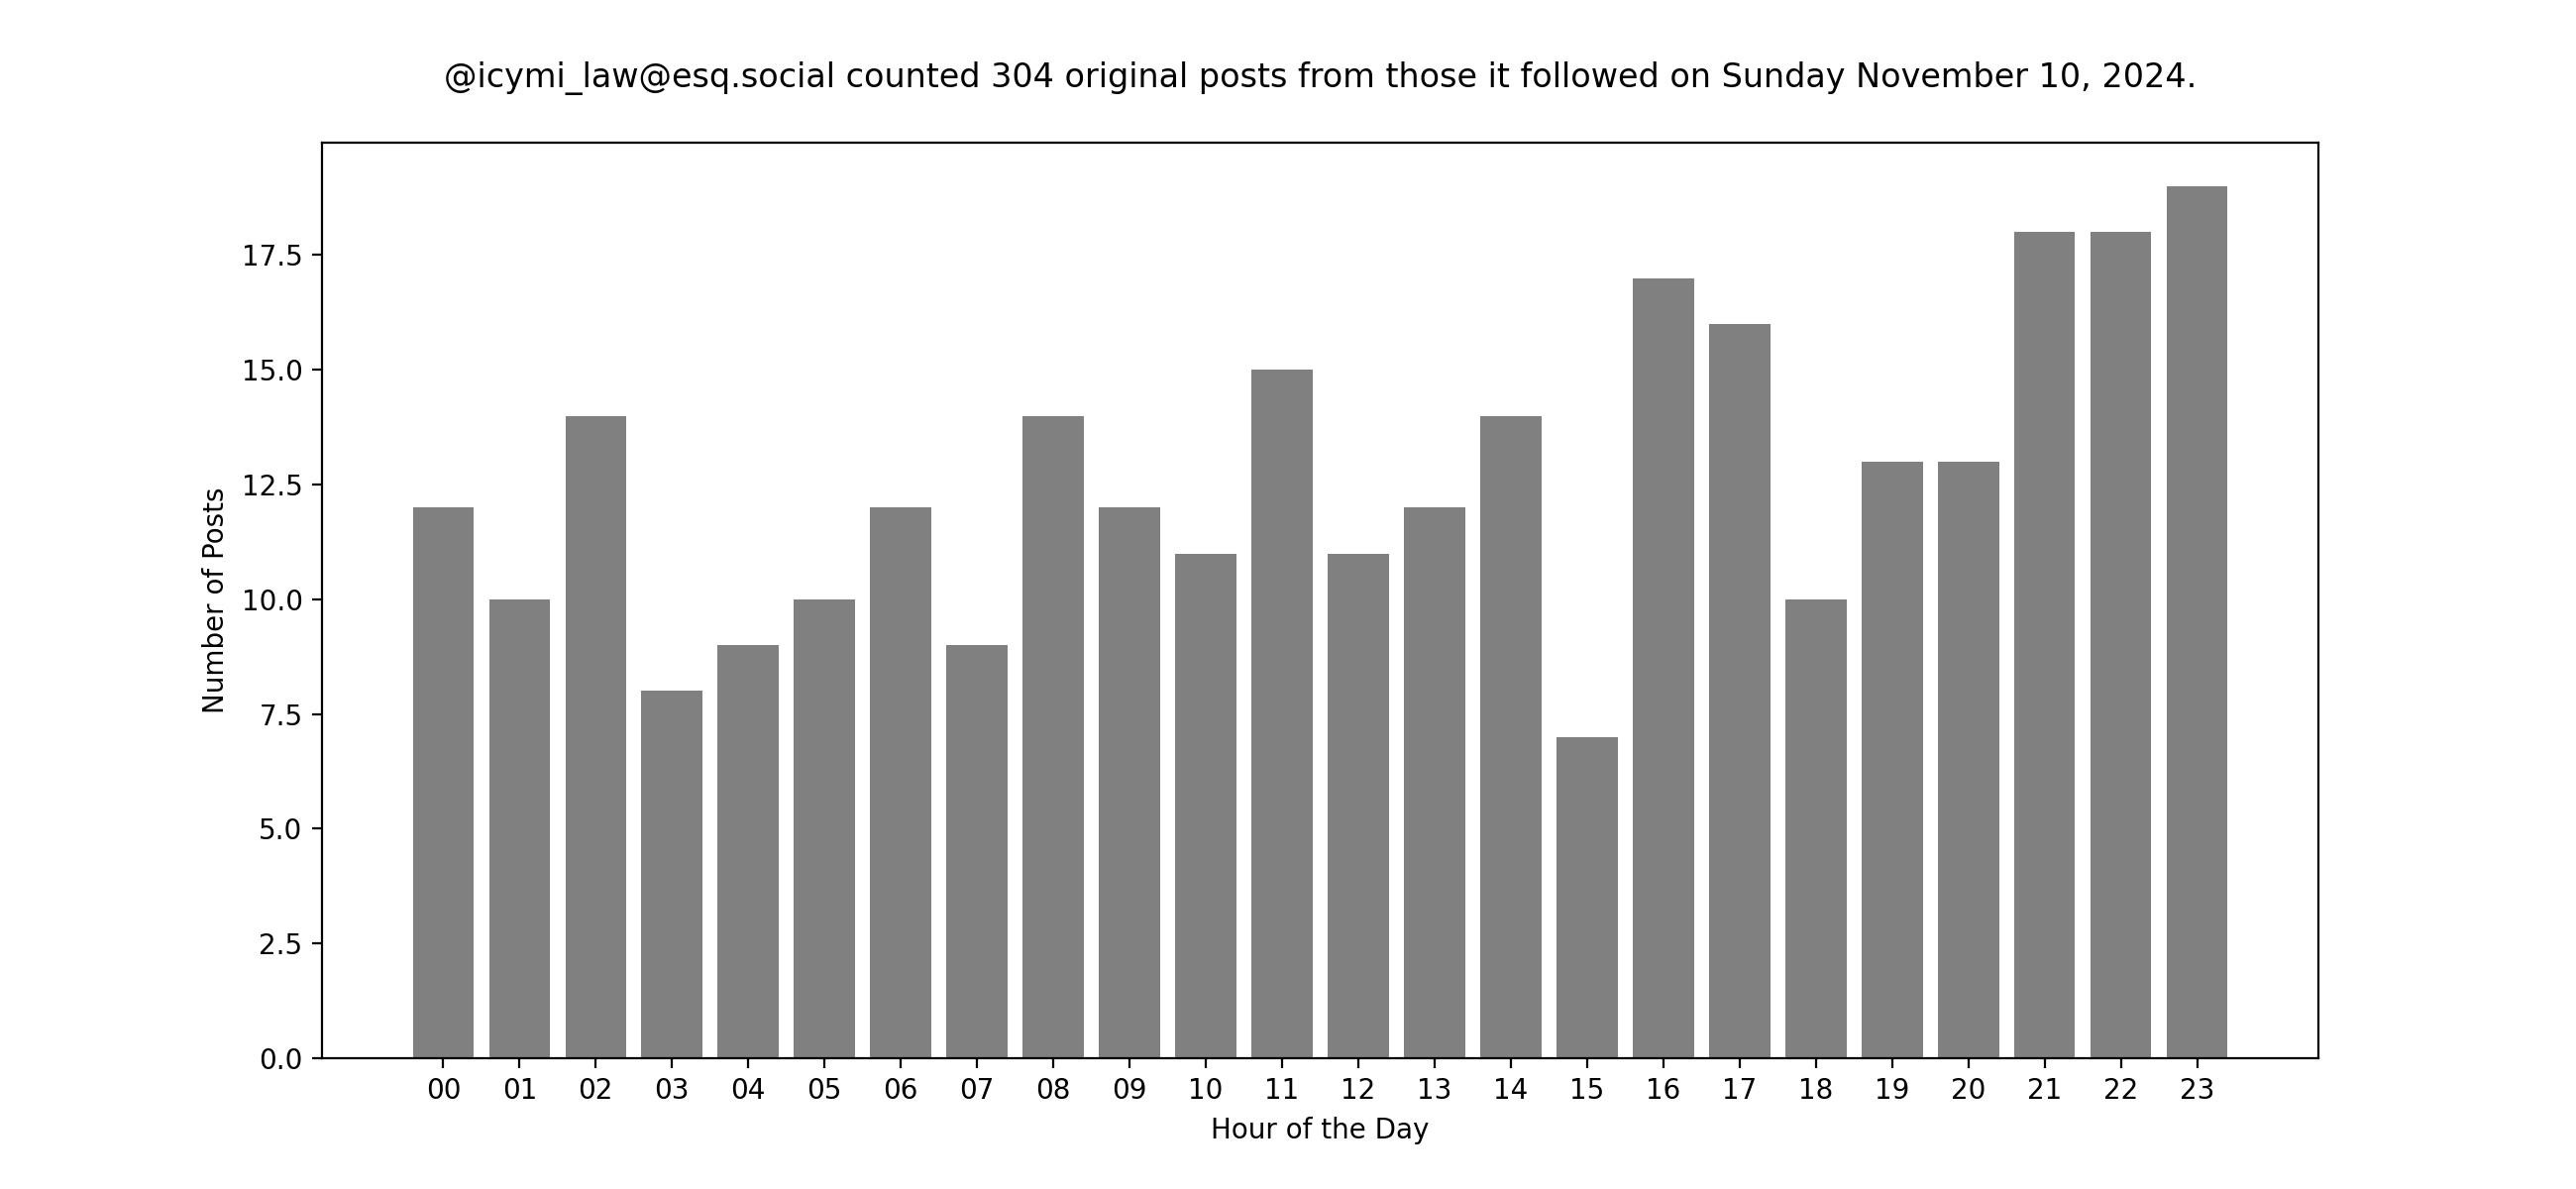 @icymi_law@esq.social counted 304 original posts from those it followed on Sunday November 10, 2024.
Number of Posts
17.5
15.0
12.5
10.0
7.5
5.0
2.5
0.0
00 01 02 03 04 05 06 07 08 09 10 11 12 13 14 15 16 17 18 19 20 21 22 23
Hour of the Day